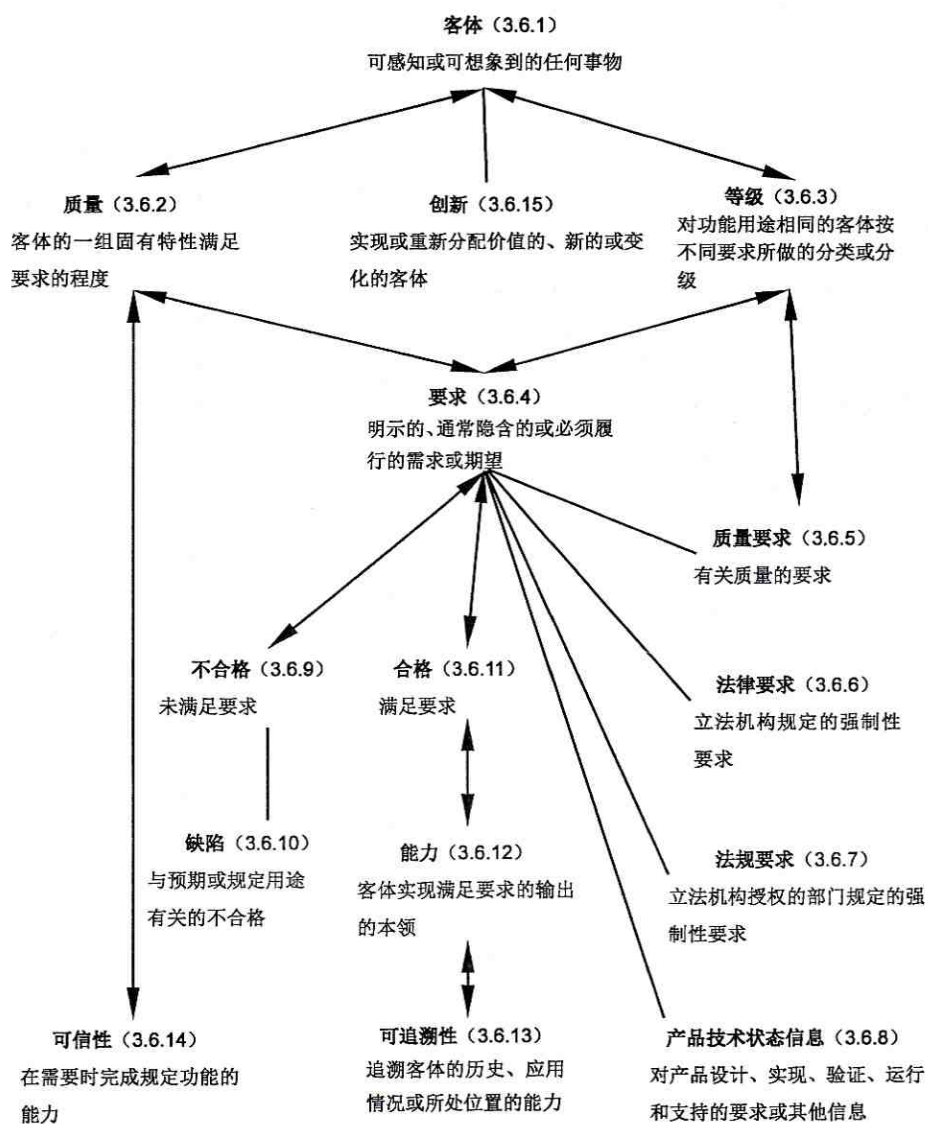 客体（3.6.1）
可感知或可想象到的任何事物
质量（3.6.2）
客体的一组固有特性满足
要求的程度
创新（3.6.15）
实现或重新分配价值的、新的或变
化的客体
等级（3.6.3）
对功能用途相同的客体按
不同要求所做的分类或分
级
要求（3.6.4）
明示的、通常隐含的或必须履
行的需求或期望
质量要求（3.6.5）
有关质量的要求
不合格（3.6.9）
未满足要求
合格（3.6.11）
满足要求
法律要求（3.6.6）
立法机构规定的强制性
要求
缺陷（3.6.10）
与预期或规定用途
有关的不合格
能力（3.6.12）
客体实现满足要求的输出
的本领
法规要求（3.6.7）
立法机构授权的部门规定的强
制性要求
可信性（3.6.14）
在需要时完成规定功能的
能力
可追溯性（3.6.13）
追溯客体的历史、应用
情况或所处位置的能力
产品技术状态信息（3.6.8）
对产品设计、实现、验证、运行
和支持的要求或其他信息